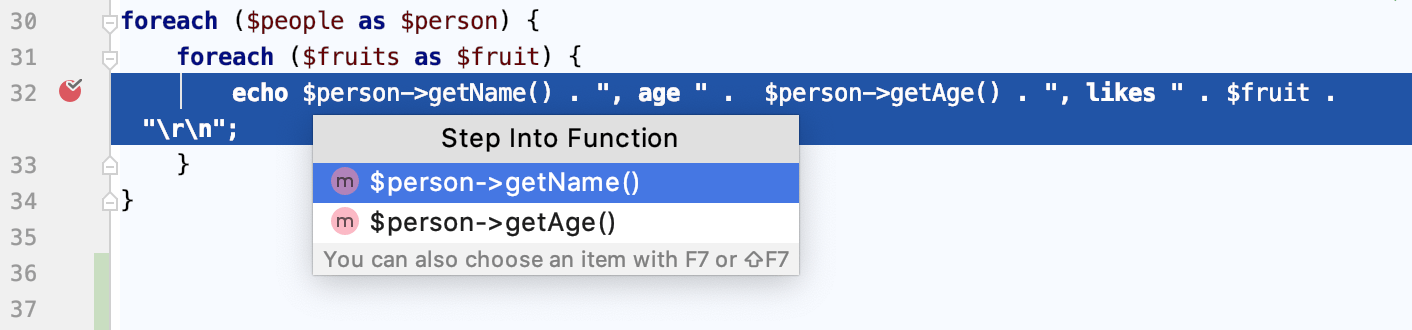 30 foreach ($people as $person) {
31 foreach ($fruits as $fruit) {
32 echo $person->getName() . ", age " .  $person->getAge() . ", likes " . $fruit .
"\r\n";
Step Into Function
33 }
m $person->getName()
34 }
m $person->getAge()
35
You can also choose an item with F7 or ⇧F7
36
37